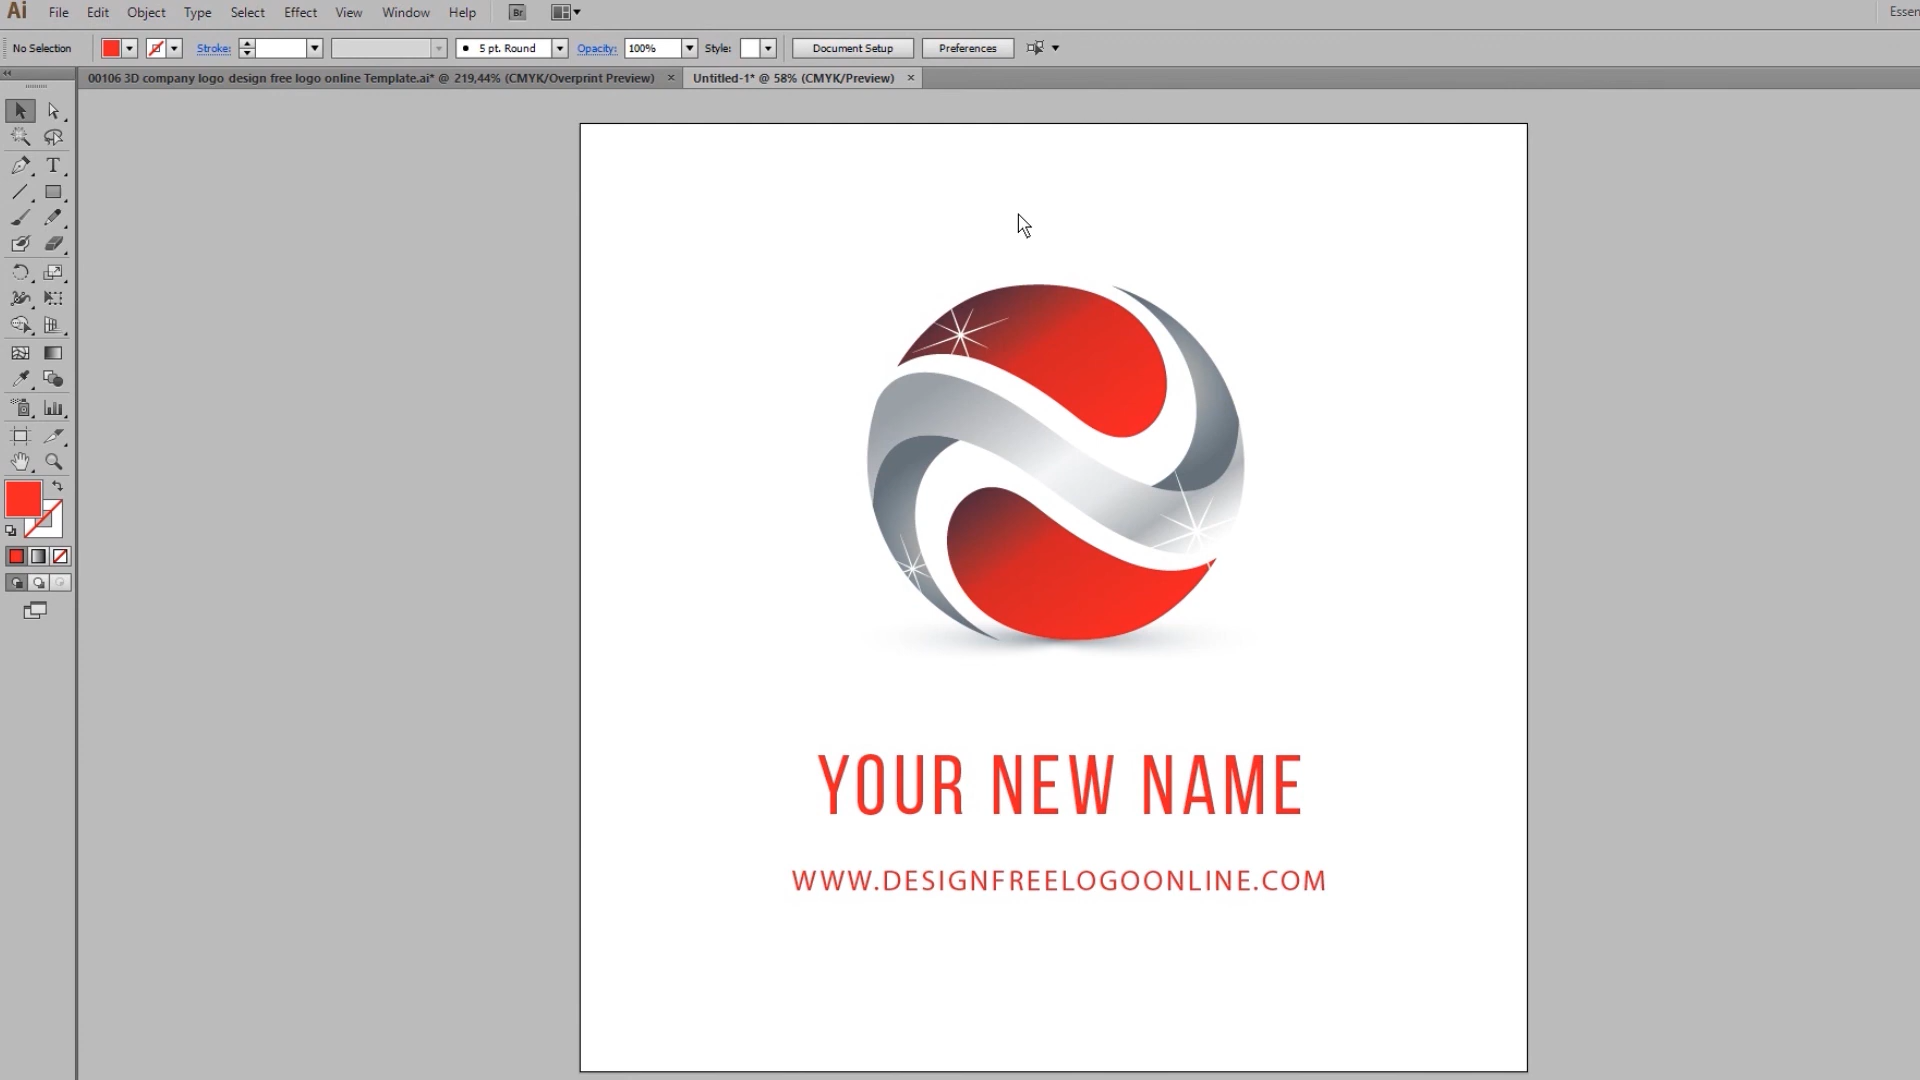 Ai File Edit Object Type Select Effect View Window Help Br Essen
No Selection Stroke: 5 pt. Round Opacity: 100% Style: Document Setup Preferences
00106 3D company logo design free logo online Template.ai* @ 219,44% (CMYK/Overprint Preview) × Untitled-1* @ 58% (CMYK/Preview) ×
T
YOUR NEW NAME
WWW.DESIGNFREELOGOONLINE.COM